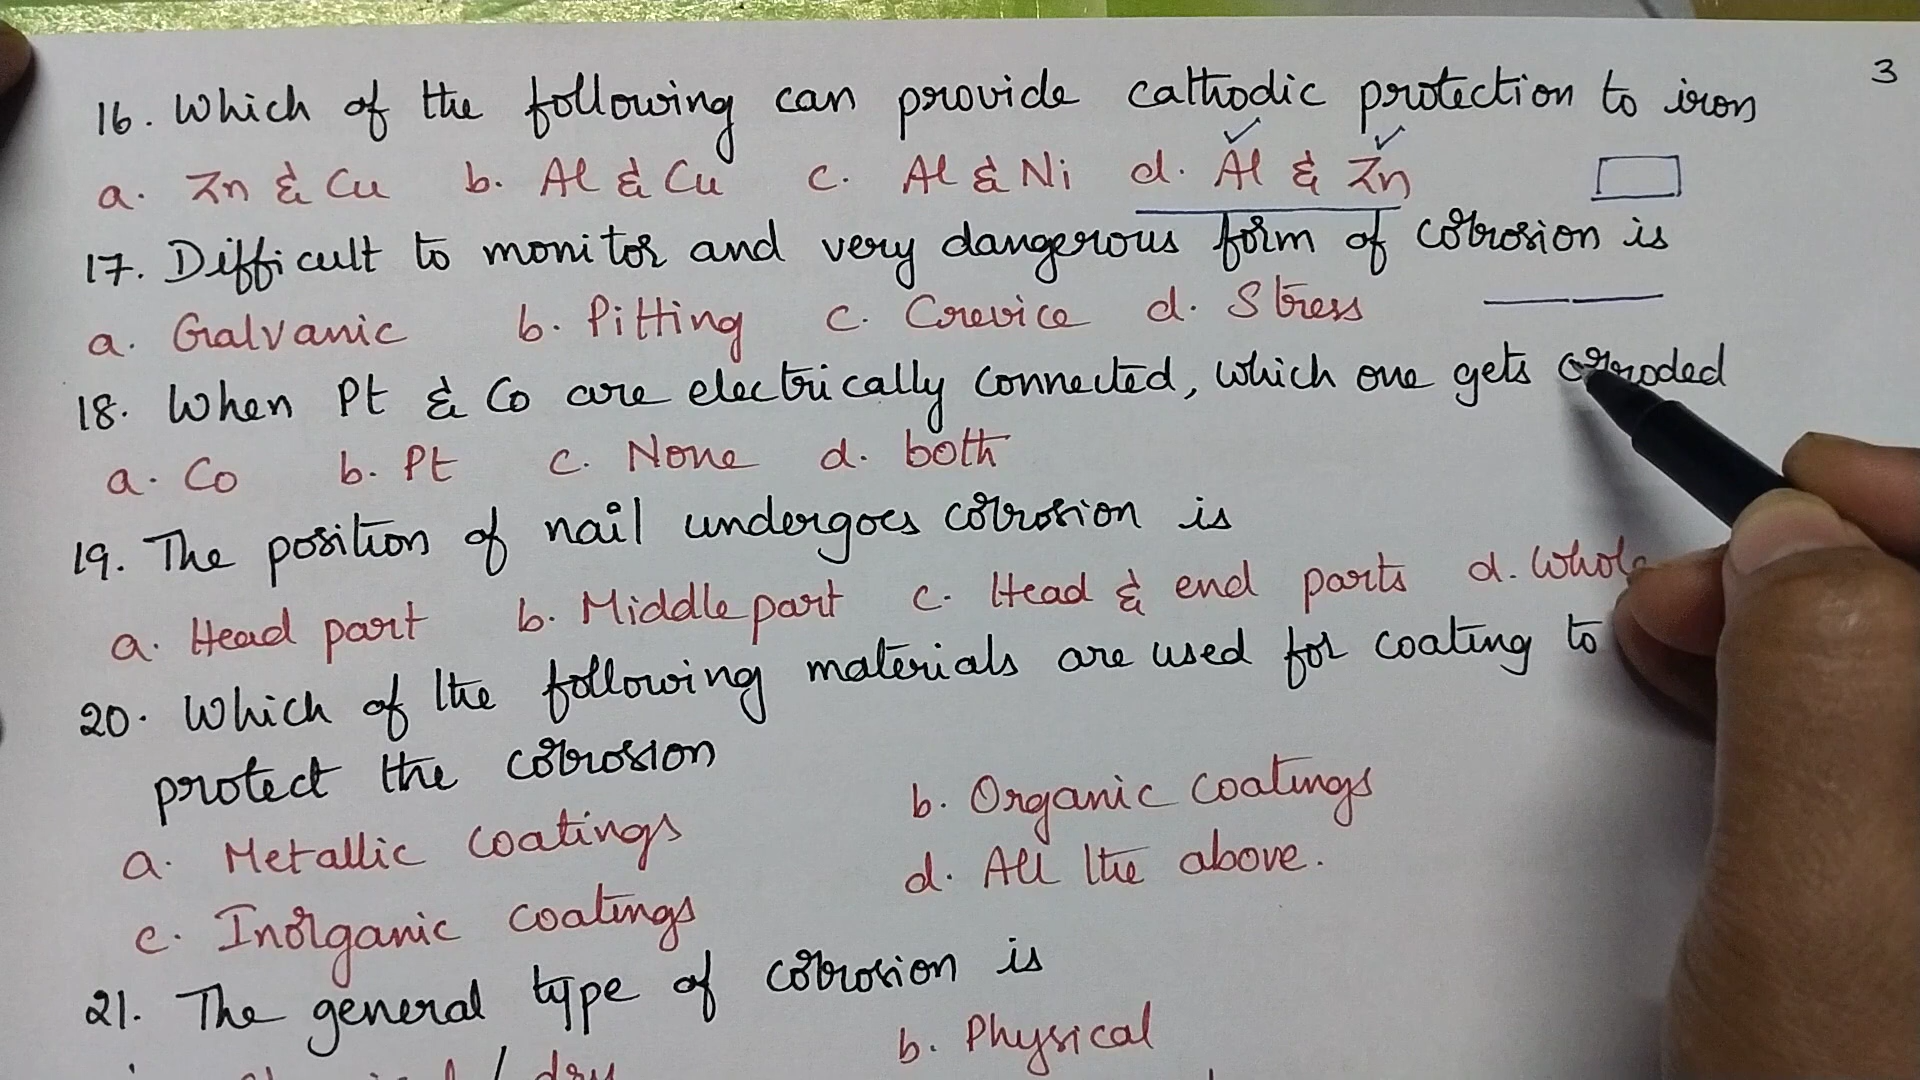 3
16. Which of the following can provide cathodic protection to iron
a. Zn & Cu b. Al & Cu c. Al & Ni d. Al & Zn
17. Difficult to monitor and very dangerous form of corrosion is
a. Galvanic b. Pitting c. Crevice d. Stress
18. When Pt & Co are electrically connected, which one gets corroded
a. Co b. Pt c. None d. both
19. The position of nail undergoes corrosion is
a. Head part b. Middle part c. Head & end parts d. Whole
20. Which of the following materials are used for coating to
protect the corrosion
a. Metallic coatings b. Organic coatings
c. Inorganic coatings d. All the above.
21. The general type of corrosion is
b. Physical
/ dry